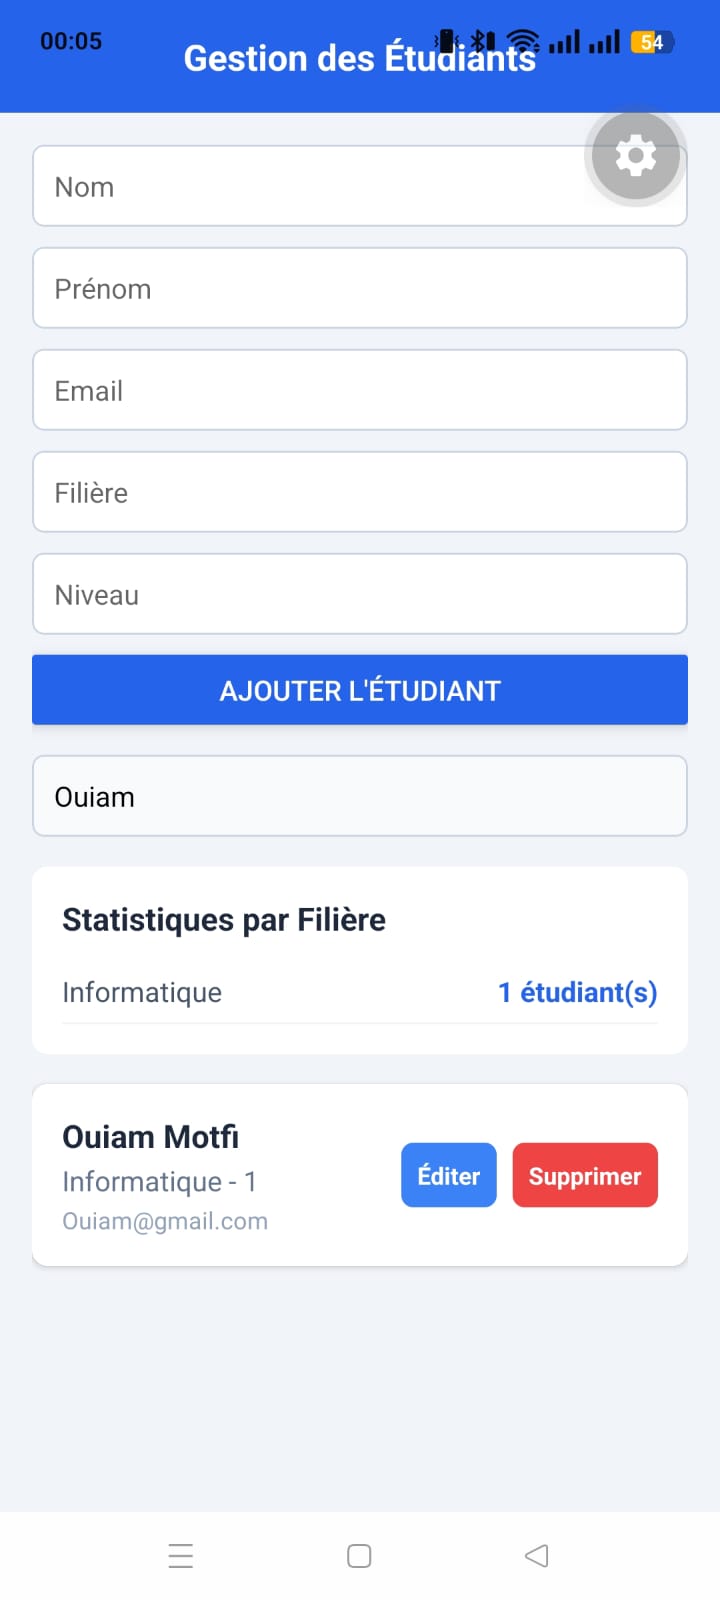 00:05
54
Gestion des Étudiants
Nom
Prénom
Email
Filière
Niveau
AJOUTER L'ÉTUDIANT
Ouiam
Statistiques par Filière
Informatique 1 étudiant(s)
Ouiam Motfi
Informatique - 1
Ouiam@gmail.com
Éditer Supprimer